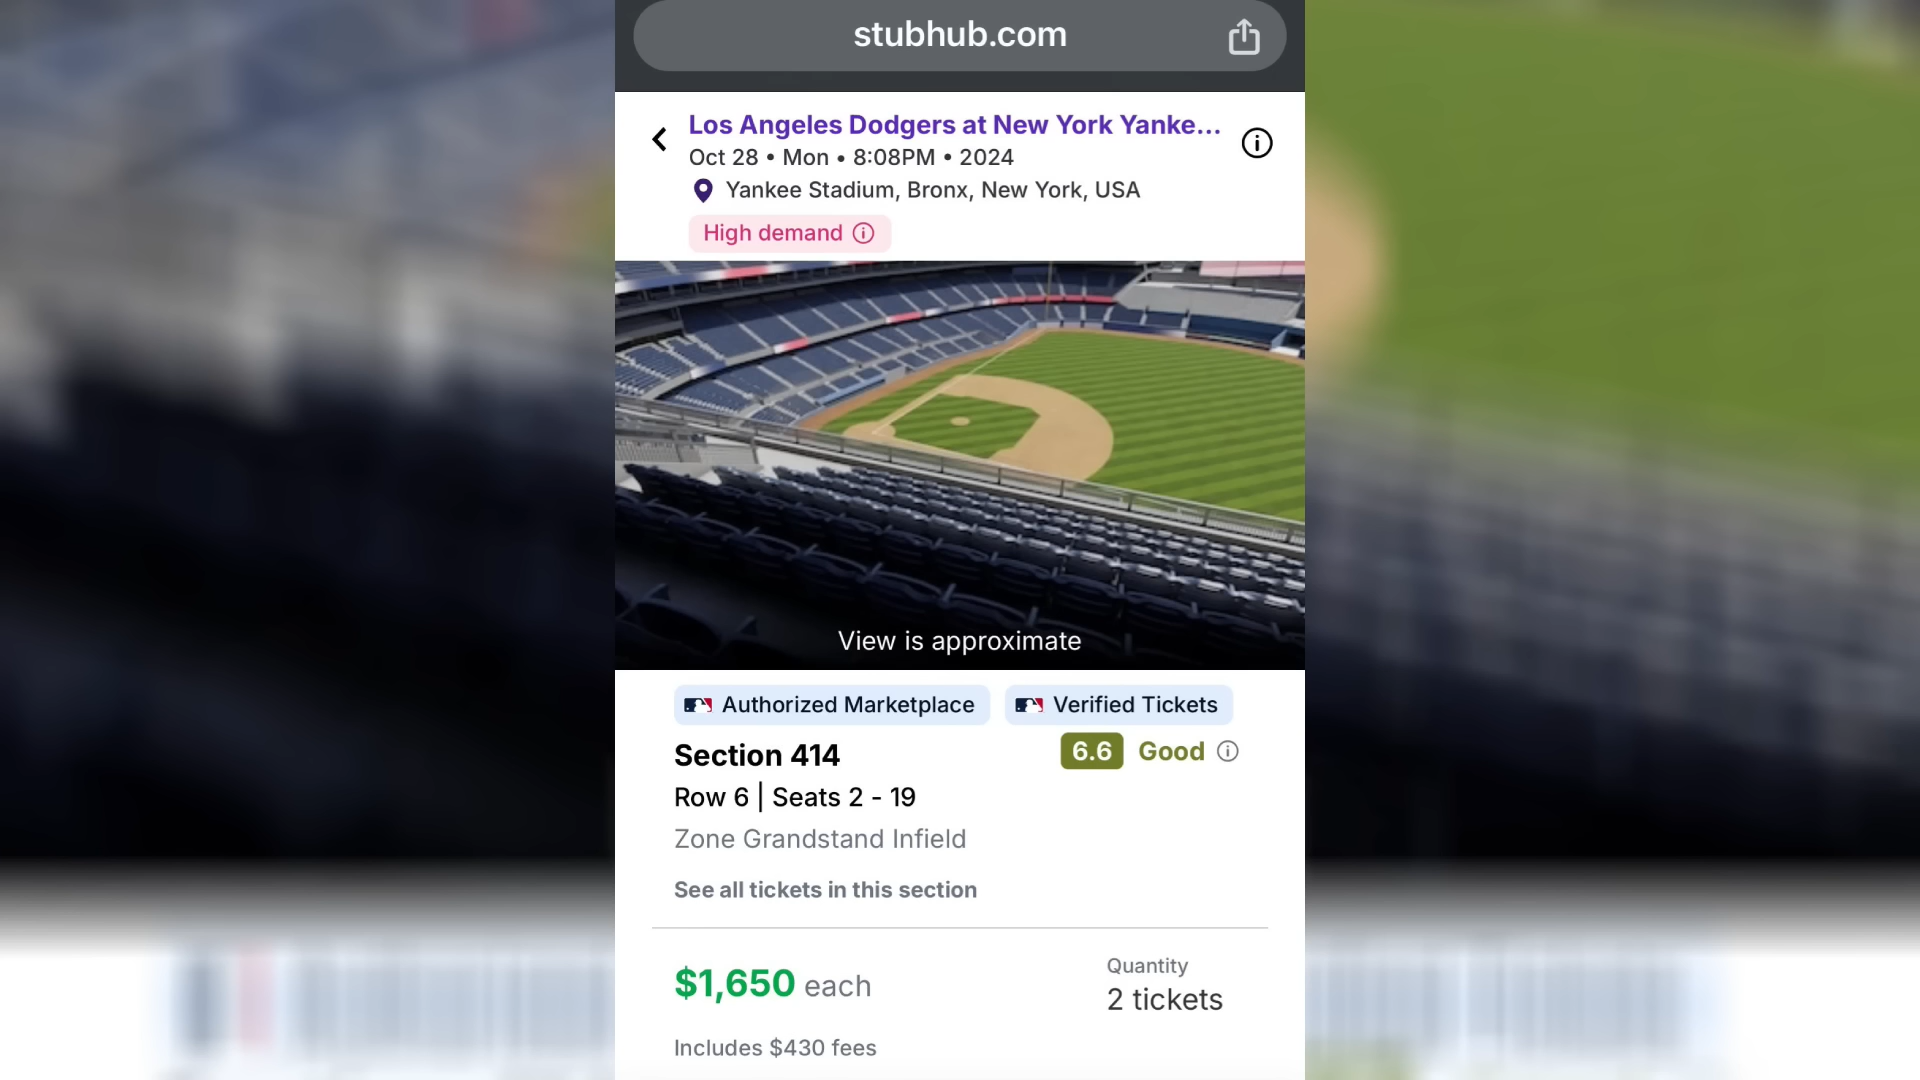 stubhub.com
Los Angeles Dodgers at New York Yanke...
Oct 28 • Mon • 8:08PM • 2024
Yankee Stadium, Bronx, New York, USA
High demand
View is approximate
Authorized Marketplace Verified Tickets
Section 414 6.6 Good
Row 6 | Seats 2 - 19
Zone Grandstand Infield
See all tickets in this section
$1,650 each
Quantity
2 tickets
Includes $430 fees